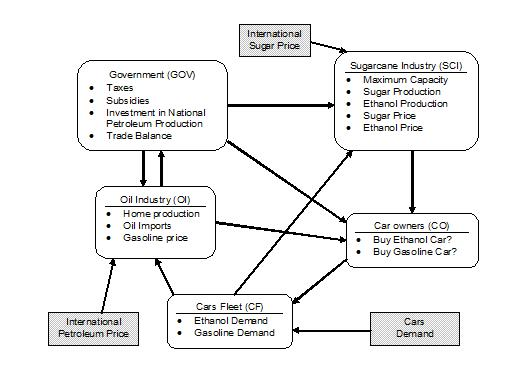 International
Sugar Price
Government (GOV)
• Taxes
• Subsidies
• Investment in National
Petroleum Production
• Trade Balance
Sugarcane Industry (SCI)
• Maximum Capacity
• Sugar Production
• Ethanol Production
• Sugar Price
• Ethanol Price
Oil Industry (OI)
• Home production
• Oil Imports
• Gasoline price
Car owners (CO)
• Buy Ethanol Car?
• Buy Gasoline Car?
Cars Fleet (CF)
• Ethanol Demand
• Gasoline Demand
International
Petroleum Price
Cars
Demand